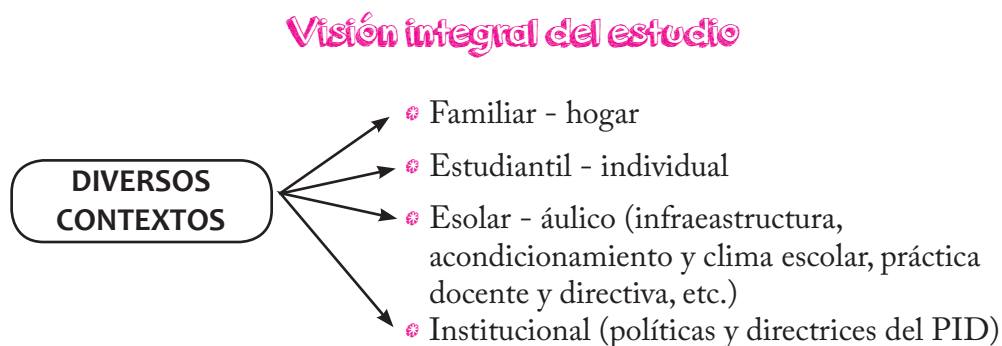 Visión integral del estudio
DIVERSOS
CONTEXTOS
Familiar - hogar
Estudiantil - individual
Esolar - áulico (infraeastructura,
acondicionamiento y clima escolar, práctica
docente y directiva, etc.)
Institucional (políticas y directrices del PID)